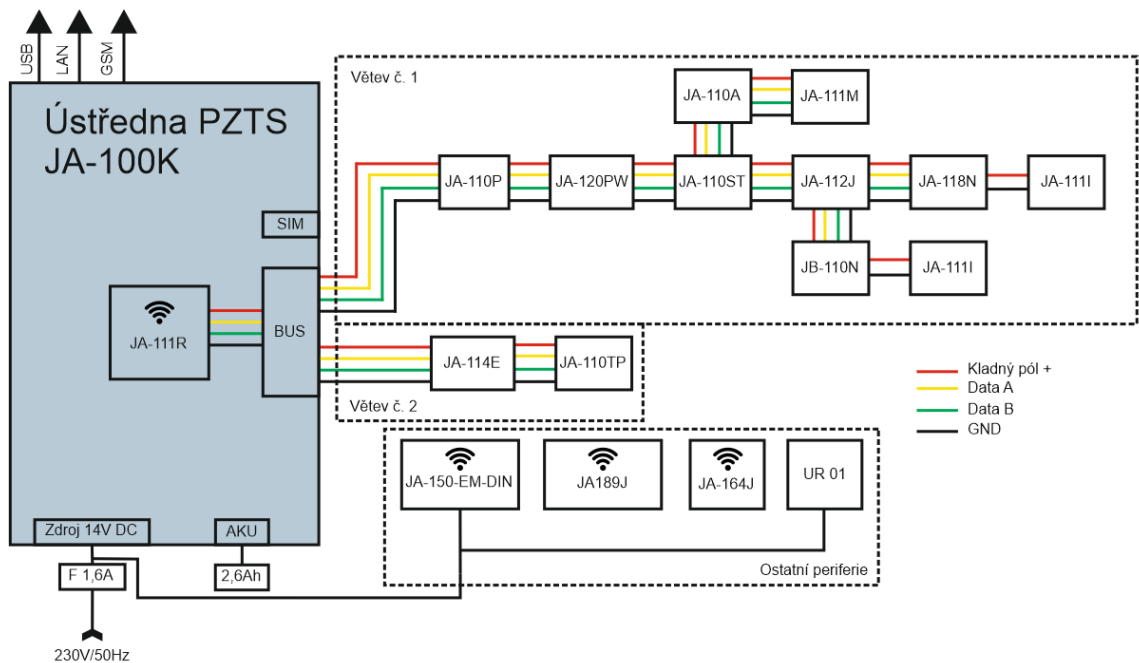 USB
LAN
GSM
Ústředna PZTS
JA-100K
SIM
BUS
JA-111R
Zdroj 14V DC
AKU
F 1,6A
2,6Ah
230V/50Hz
Větev č. 1
JA-110A
JA-111M
JA-110P
JA-120PW
JA-110ST
JA-112J
JA-118N
JA-111I
JB-110N
JA-111I
JA-114E
JA-110TP
Větev č. 2
Kladný pól +
Data A
Data B
GND
JA-150-EM-DIN
JA189J
JA-164J
UR 01
Ostatní periferie